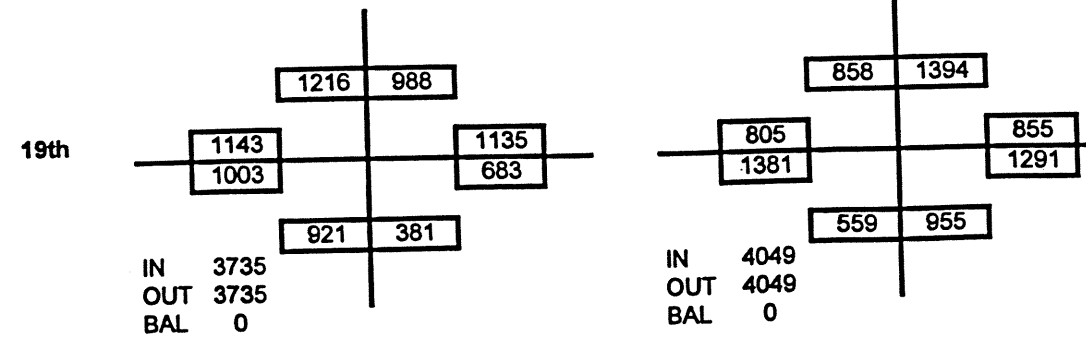 1216 988
858 1394
19th
1143 1135
1003 683
805 855
1381 1291
921 381
559 955
IN 3735
OUT 3735
BAL 0
IN 4049
OUT 4049
BAL 0